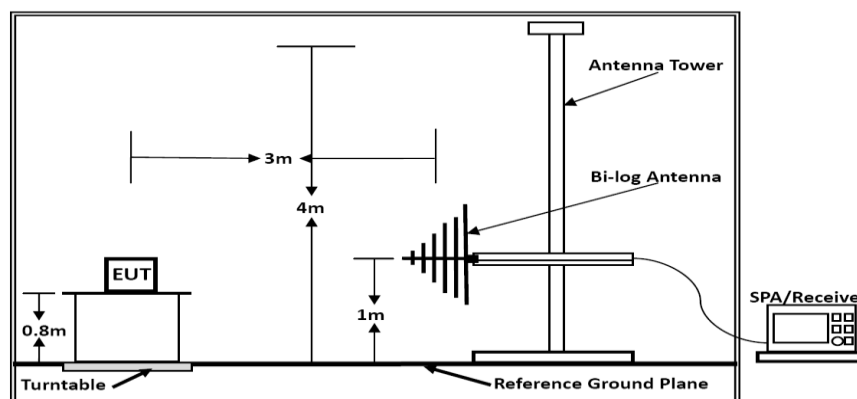 Antenna Tower
3m
Bi-log Antenna
4m
EUT
SPA/Receive
0.8m
1m
Turntable
Reference Ground Plane